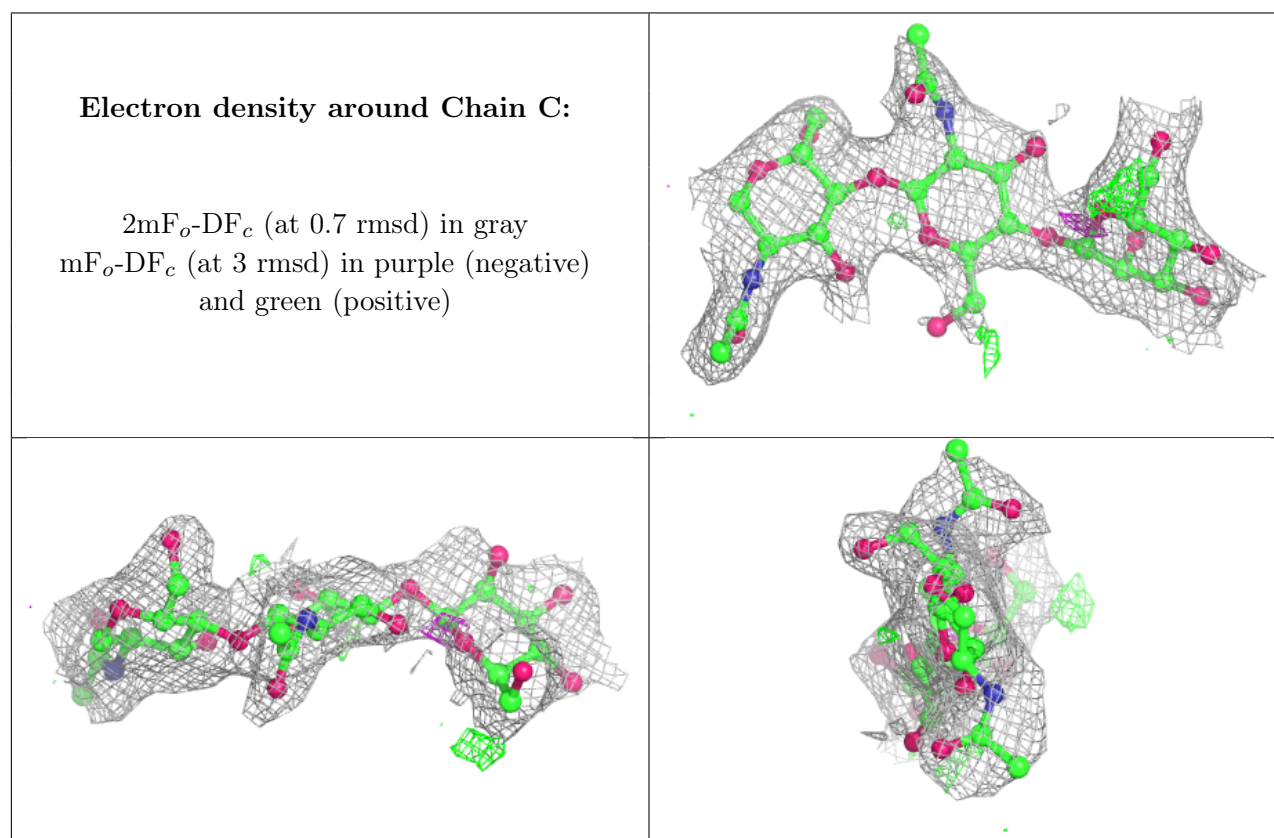 Electron density around Chain C:
2mFo-DFc (at 0.7 rmsd) in gray
mFo-DFc (at 3 rmsd) in purple (negative)
and green (positive)